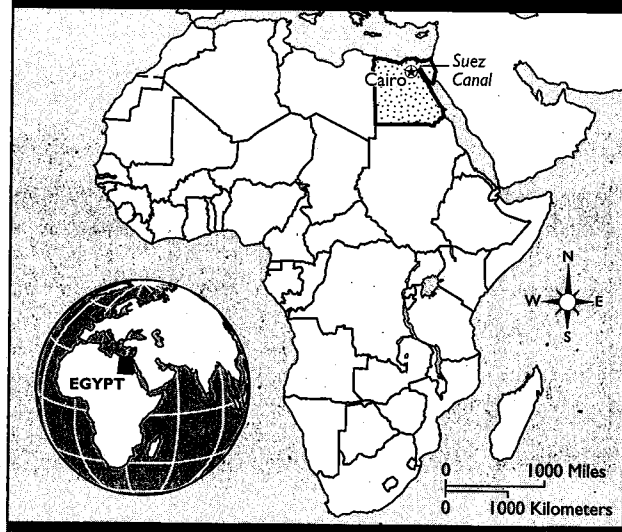 Suez
Canal
Cairo
N
W E
S
EGYPT
0 1000 Miles
0 1000 Kilometers